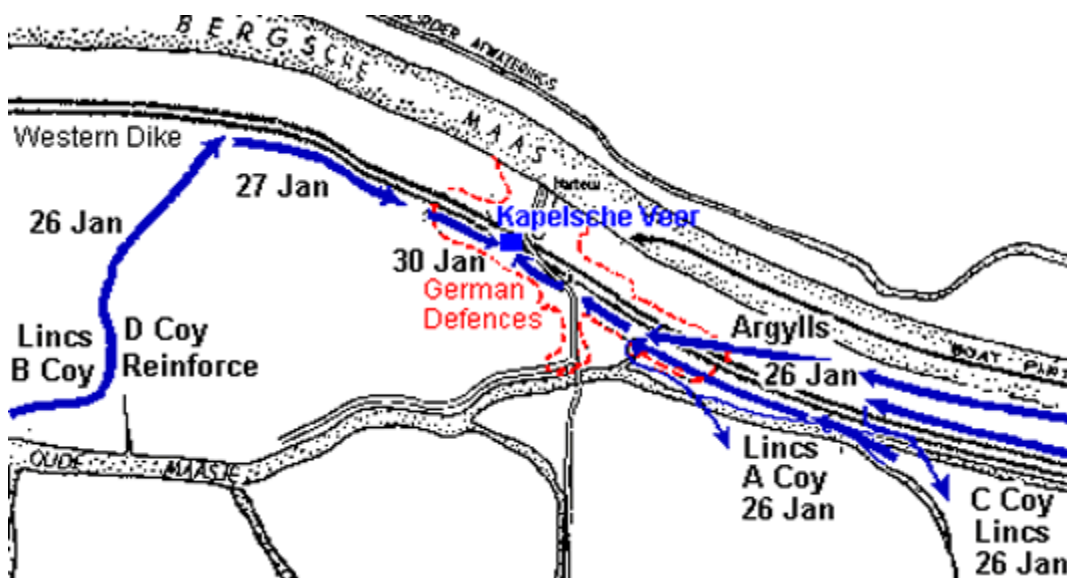 BERGSCHE
MAAS
Western Dike
27 Jan
26 Jan
Kapelsche Veer
30 Jan
German
Defences
Lincs
B Coy
D Coy
Reinforce
Argylls
26 Jan
BOAT
OUDE MAASJE
Lincs
A Coy
26 Jan
C Coy
Lincs
26 Jan